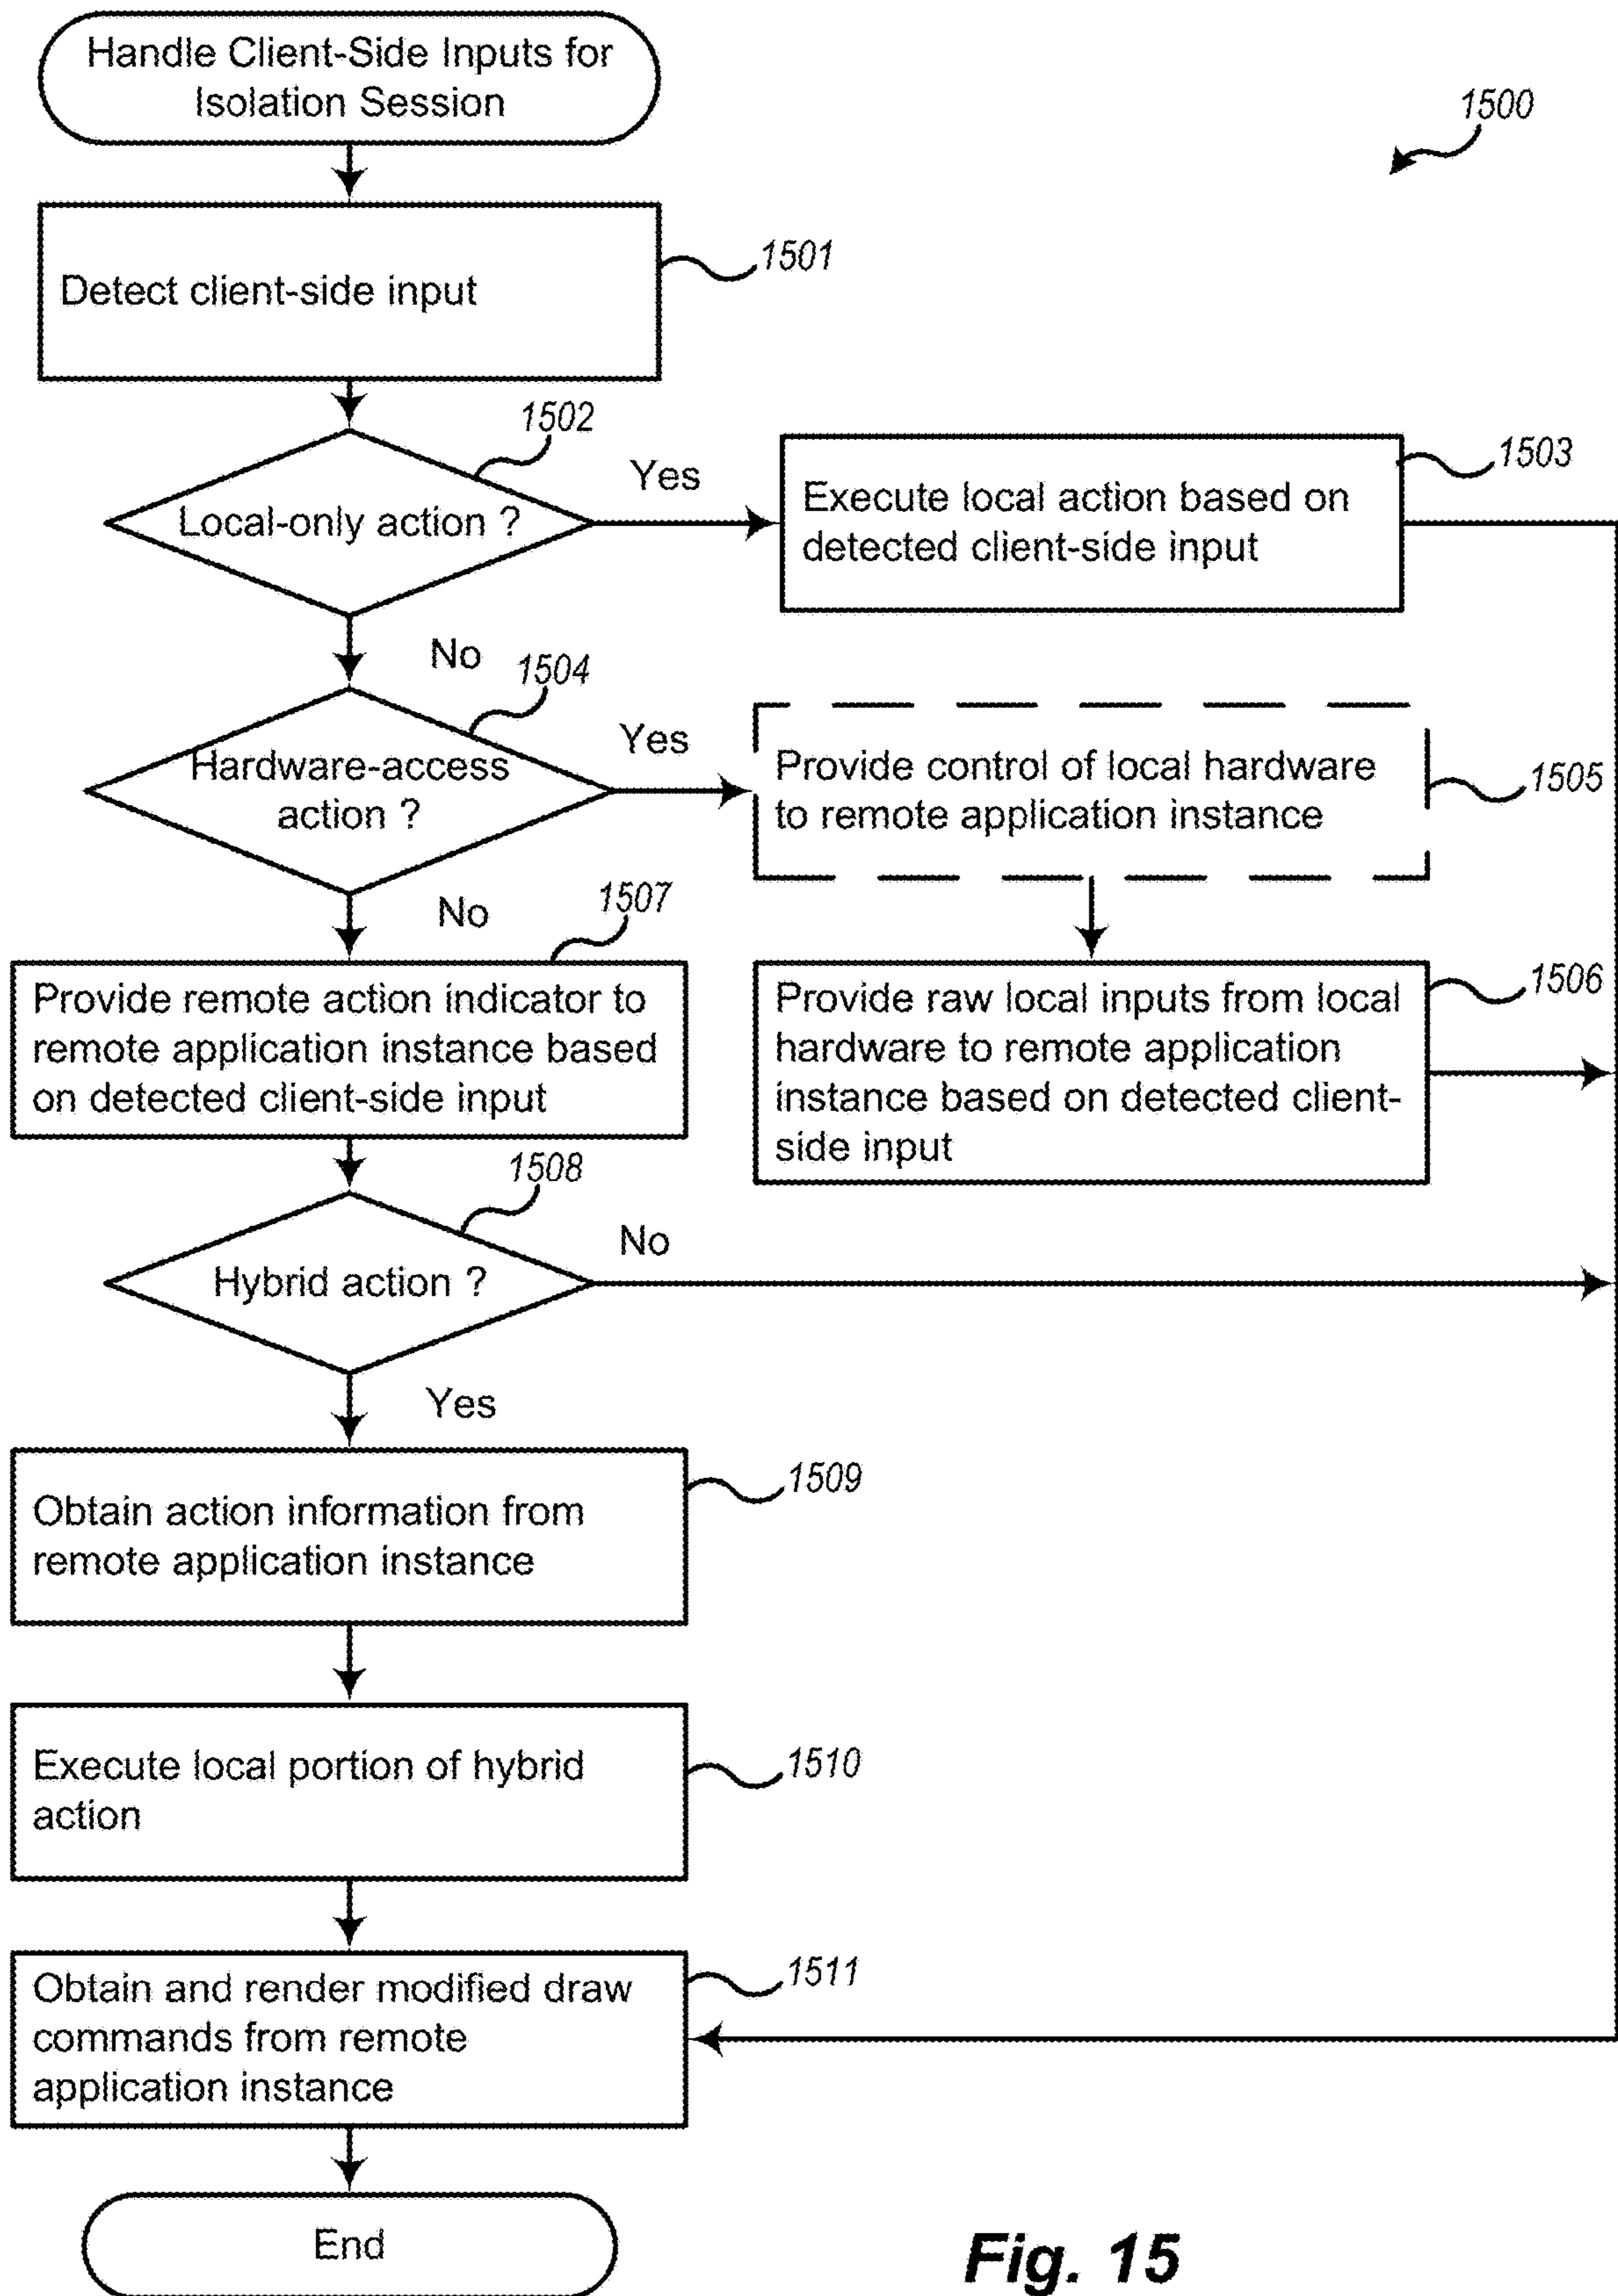 Handle Client-Side Inputs for
Isolation Session
1500
Detect client-side input
1501
1502
Local-only action ?
Yes
Execute local action based on
detected client-side input
1503
No
1504
Hardware-access
action ?
Yes
Provide control of local hardware
to remote application instance
1505
No
1507
Provide remote action indicator to
remote application instance based
on detected client-side input
Provide raw local inputs from local
hardware to remote application
instance based on detected client-
side input
1506
1508
Hybrid action ?
No
Yes
Obtain action information from
remote application instance
1509
Execute local portion of hybrid
action
1510
Obtain and render modified draw
commands from remote
application instance
1511
End
Fig. 15